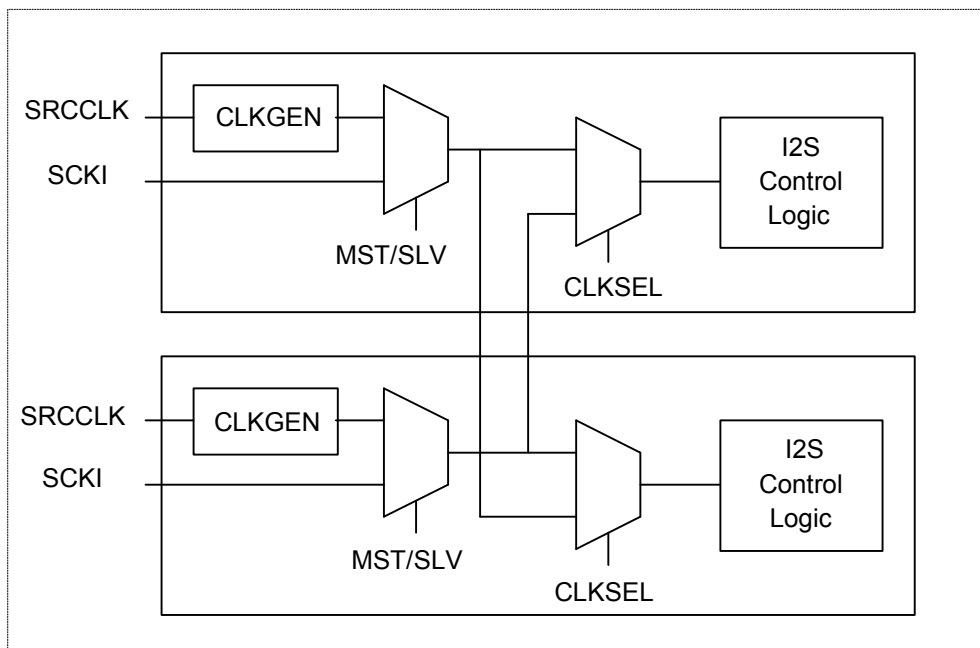 SRCCLK
CLKGEN
SCKI
MST/SLV
CLKSEL
I2S
Control
Logic
SRCCLK
CLKGEN
SCKI
MST/SLV
CLKSEL
I2S
Control
Logic